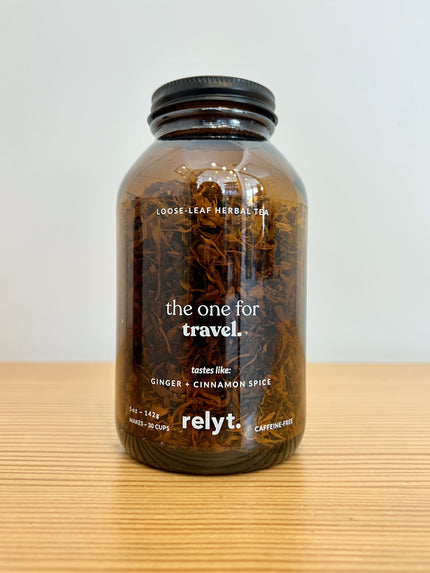 LOOSE-LEAF HERBAL TEA
the one for
travel.
tastes like:
GINGER + CINNAMON SPICE
5oz – 142g
MAKES ~30 CUPS
relyt.
CAFFEINE-FREE